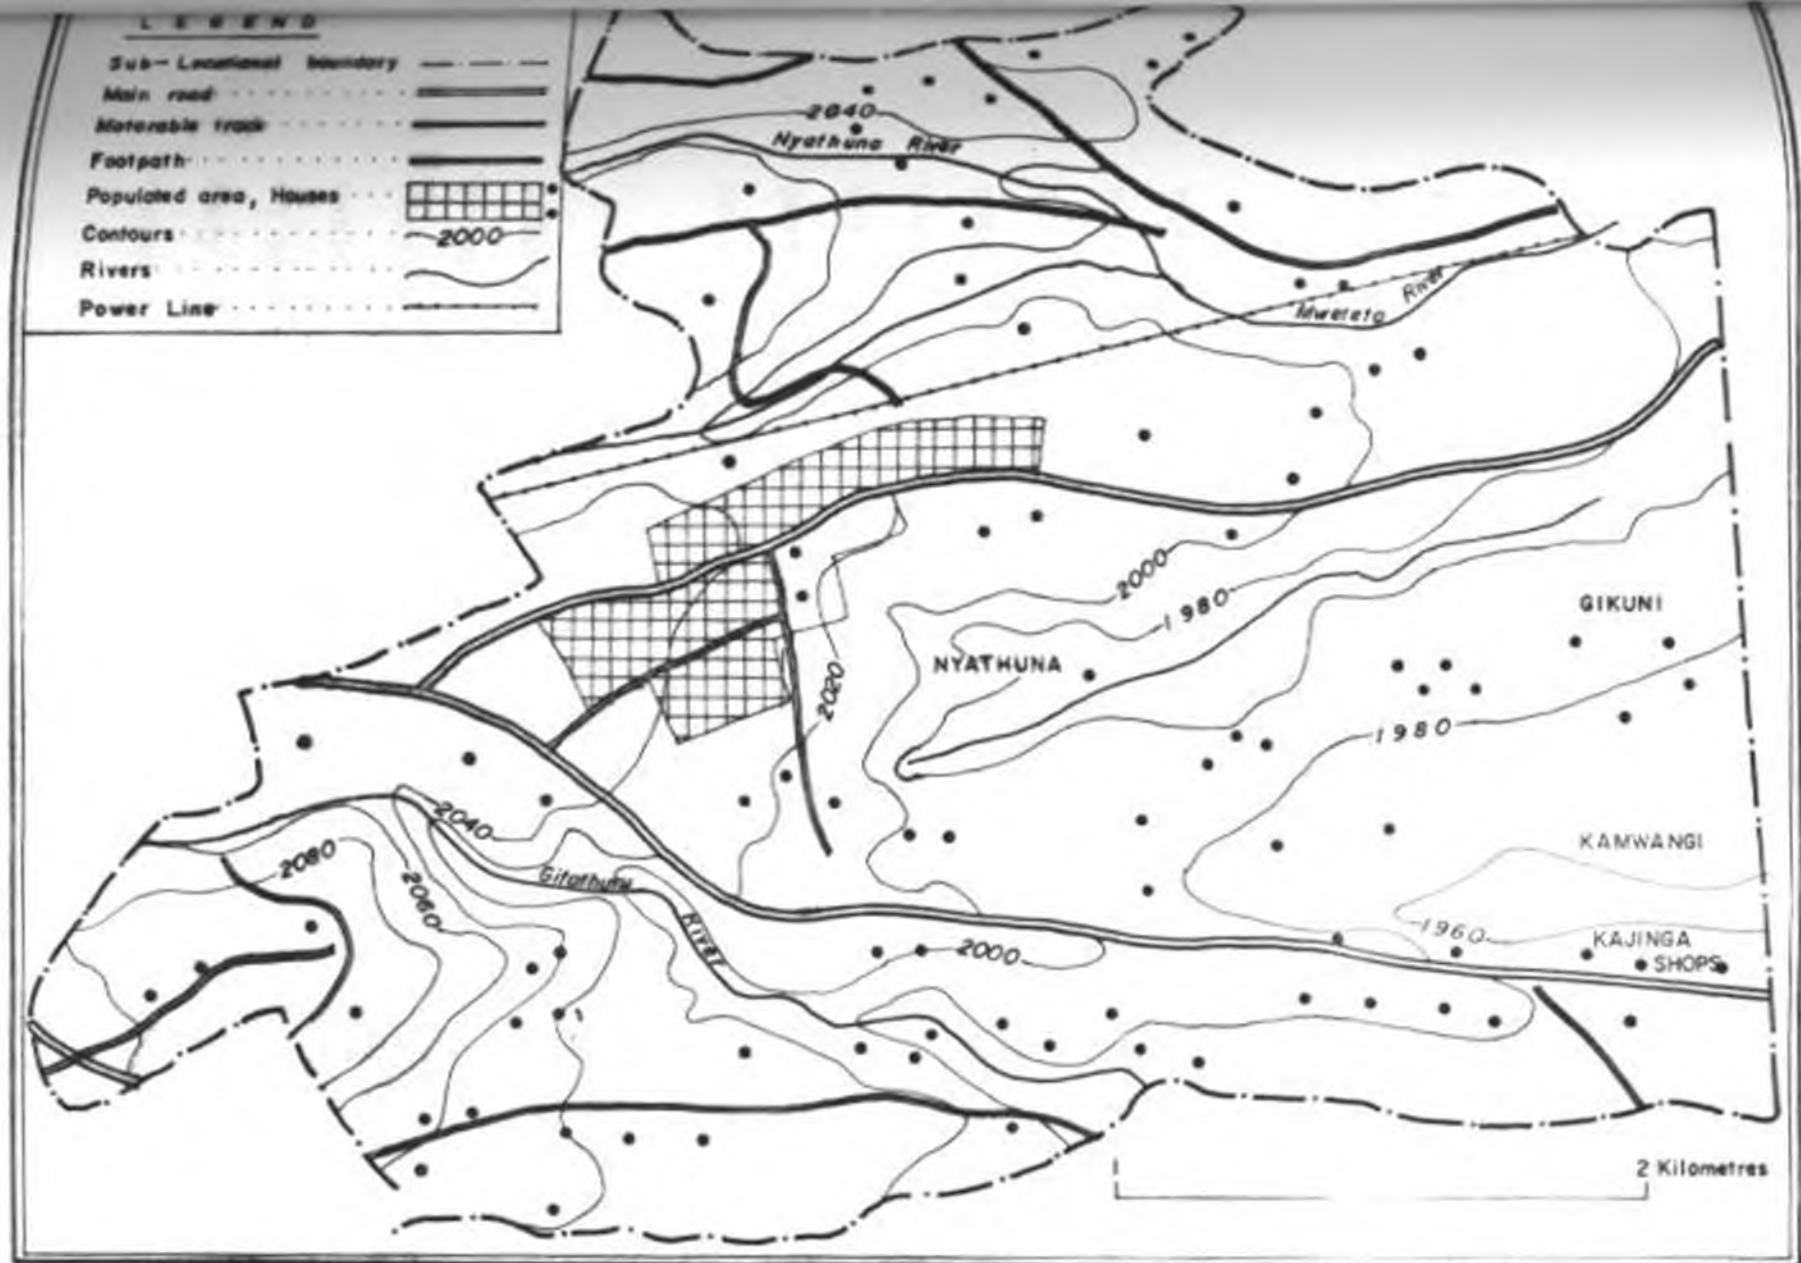 LEGEND
Sub-Locational boundary
Main road
Motorable track
Footpath
Populated area, Houses
Contours
2000
Rivers
Power Line
2040
Nyathuna River
Mweteta River
2000
1980
GIKUNI
NYATHUNA
2020
1980
2040
KAMWANGI
2080
2060
Gitathuru River
1960
KAJINGA
SHOPS
2000
2 Kilometres